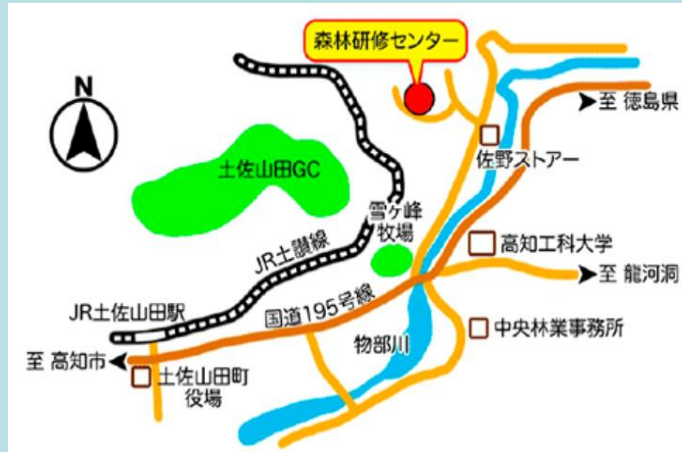 森林研修センター
N
至 徳島県
佐野ストアー
土佐山田GC
雪ヶ峰
牧場
高知工科大学
JR土讃線
至 龍河洞
国道195号線
JR土佐山田駅
中央林業事務所
物部川
至 高知市
土佐山田町
役場